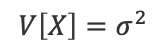 V[X] = σ²